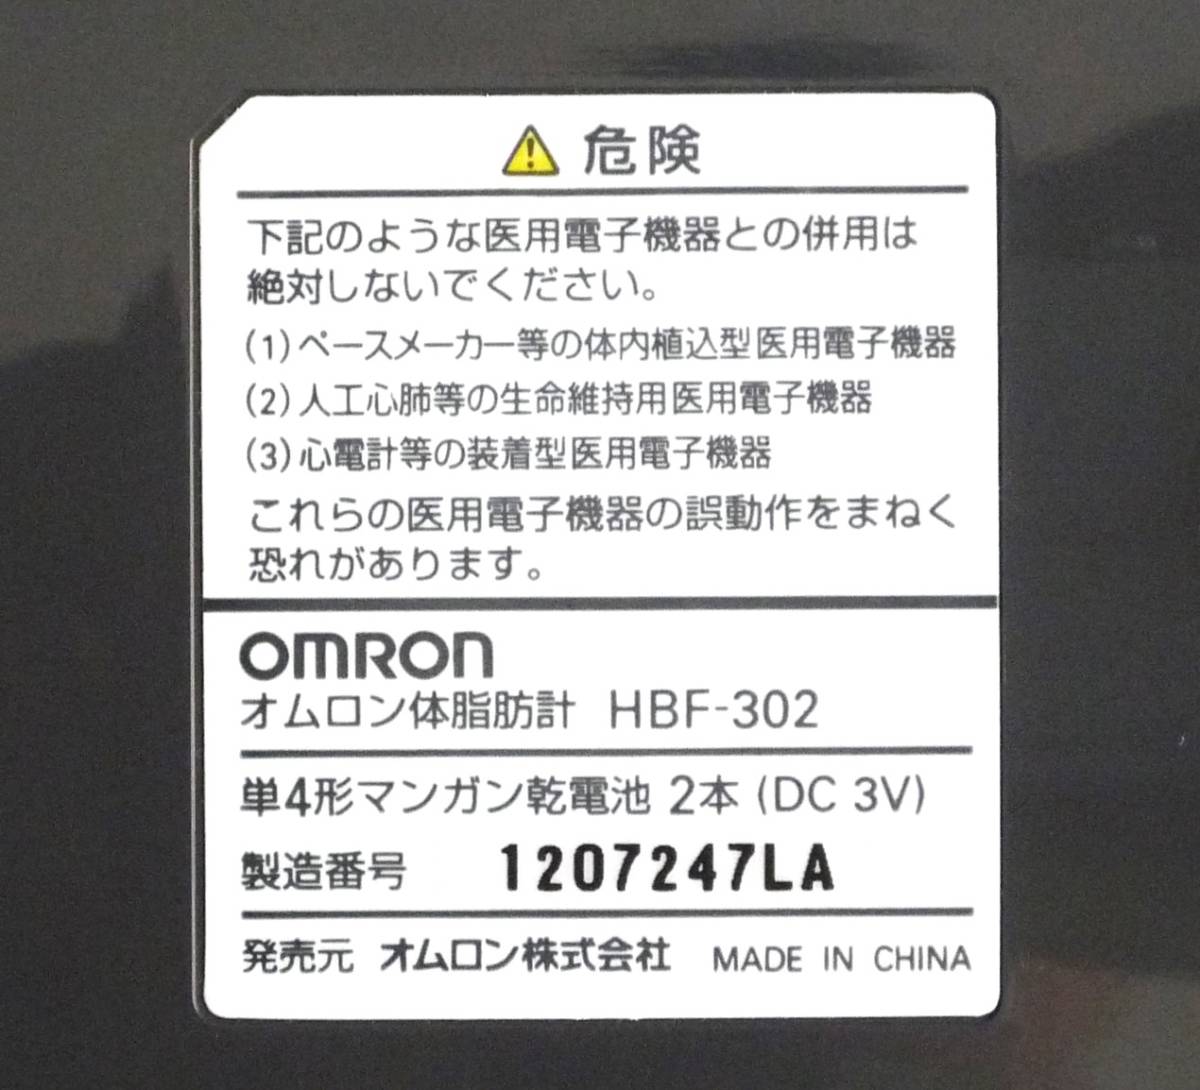 危険
下記のような医用電子機器との併用は
絶対しないでください。
(1)ペースメーカー等の体内植込型医用電子機器
(2)人工心肺等の生命維持用医用電子機器
(3)心電計等の装着型医用電子機器
これらの医用電子機器の誤動作をまねく
恐れがあります。
OMRON
オムロン体脂肪計 HBF-302
単4形マンガン乾電池 2本 (DC 3V)
製造番号 1207247LA
発売元 オムロン株式会社 MADE IN CHINA